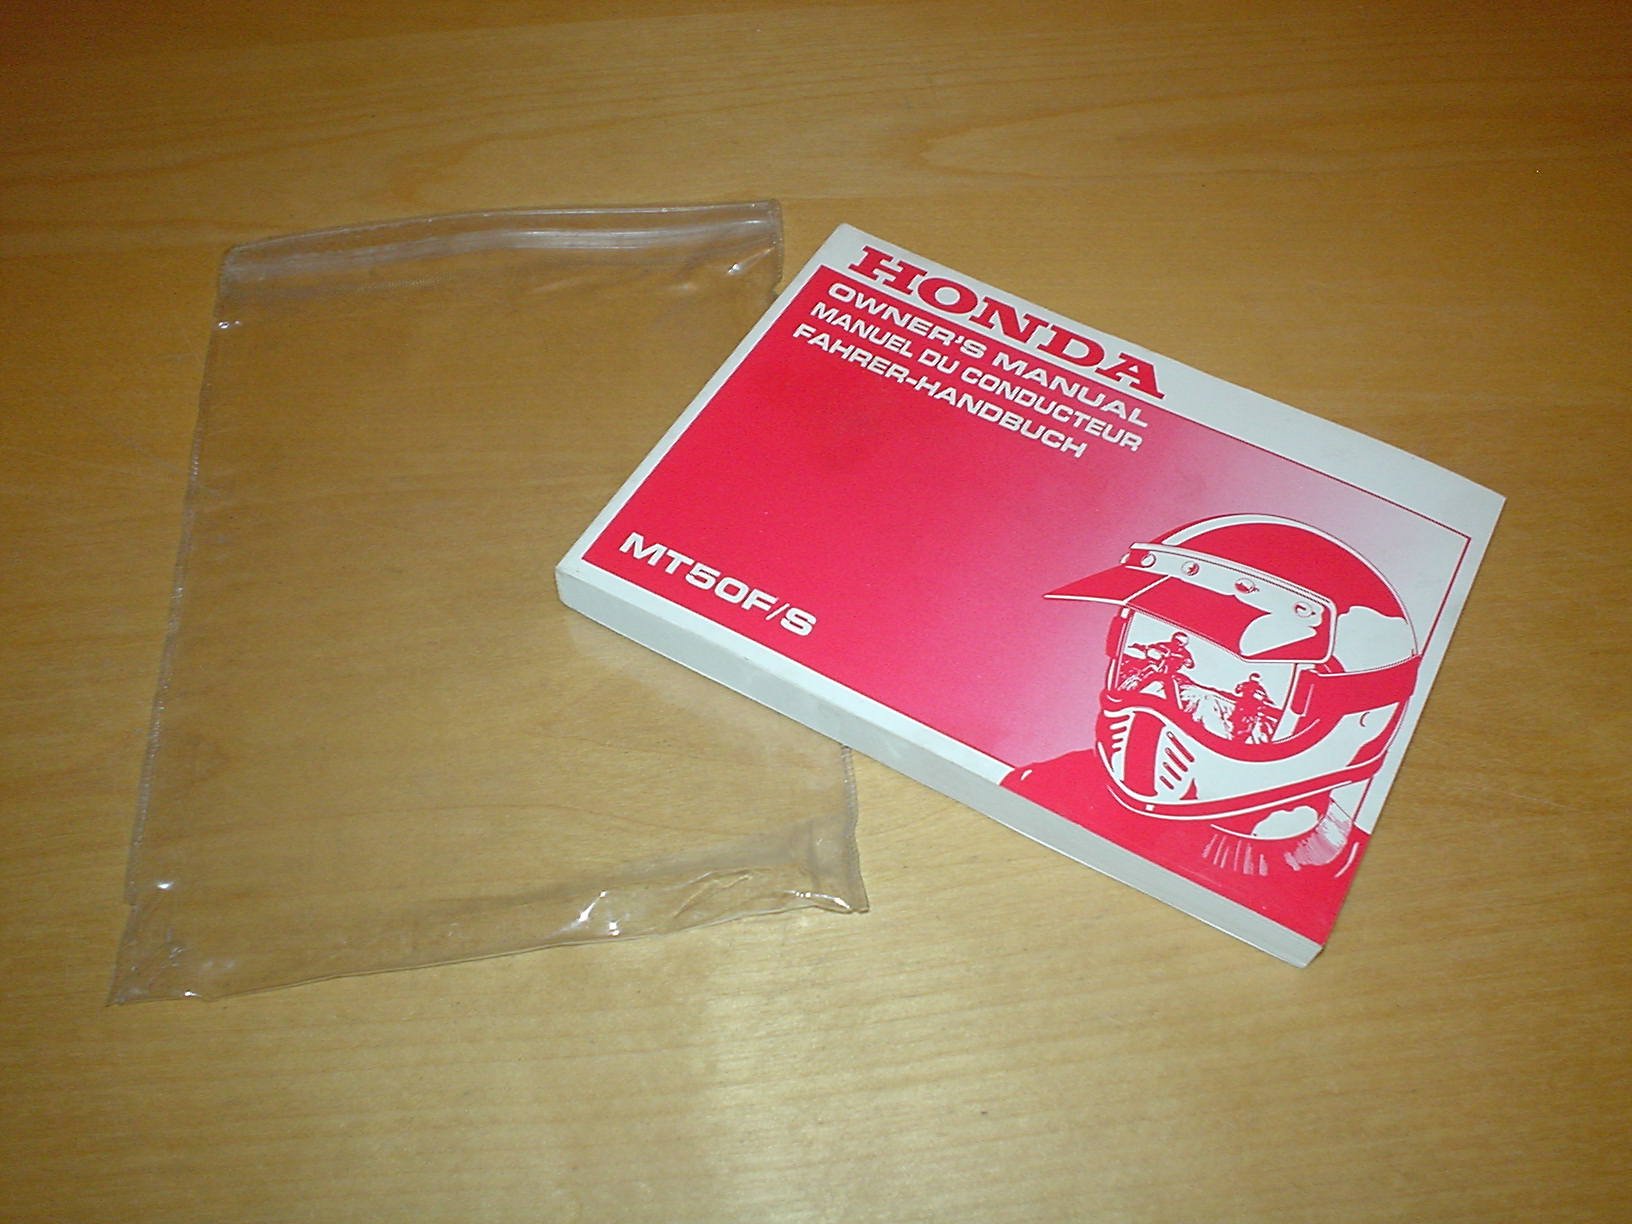 HONDA
OWNER'S MANUAL
MANUEL DU CONDUCTEUR
FAHRER-HANDBUCH
MT50F/S